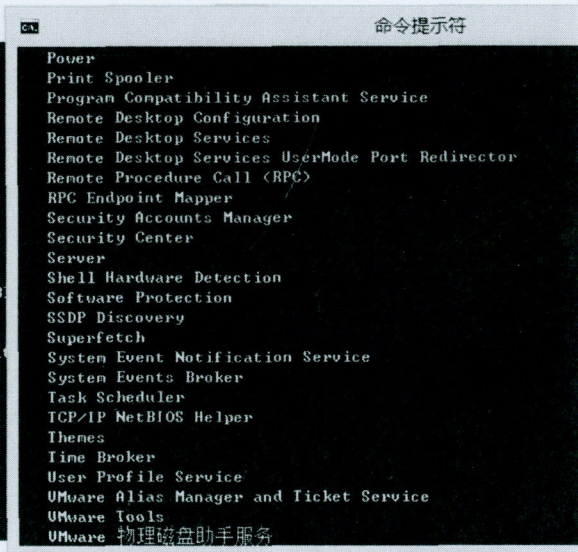 命令提示符
Power
Print Spooler
Program Compatibility Assistant Service
Remote Desktop Configuration
Remote Desktop Services
Remote Desktop Services UserMode Port Redirector
Remote Procedure Call (RPC)
RPC Endpoint Mapper
Security Accounts Manager
Security Center
Server
Shell Hardware Detection
Software Protection
SSDP Discovery
Superfetch
System Event Notification Service
System Events Broker
Task Scheduler
TCP/IP NetBIOS Helper
Themes
Time Broker
User Profile Service
VMware Alias Manager and Ticket Service
VMware Tools
VMware 物理磁盘助手服务